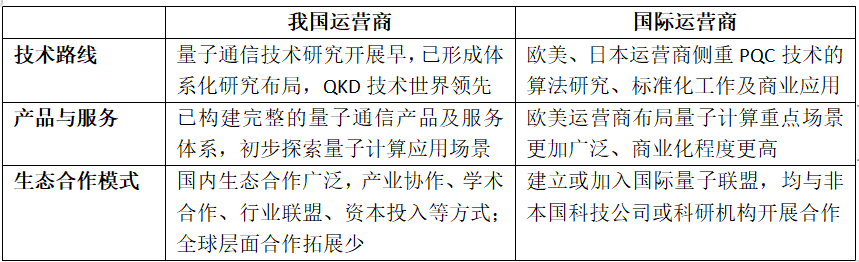 我国运营商 国际运营商
技术路线 量子通信技术研究开展早，已形成体 欧美、日本运营商侧重 PQC 技术的
系化研究布局，QKD 技术世界领先 算法研究、标准化工作及商业应用
产品与服务 已构建完整的量子通信产品及服务 欧美运营商布局量子计算重点场景
体系，初步探索量子计算应用场景 更加广泛、商业化程度更高
生态合作模式 国内生态合作广泛，产业协作、学术 建立或加入国际量子联盟，均与非
合作、行业联盟、资本投入等方式； 本国科技公司或科研机构开展合作
全球层面合作拓展少